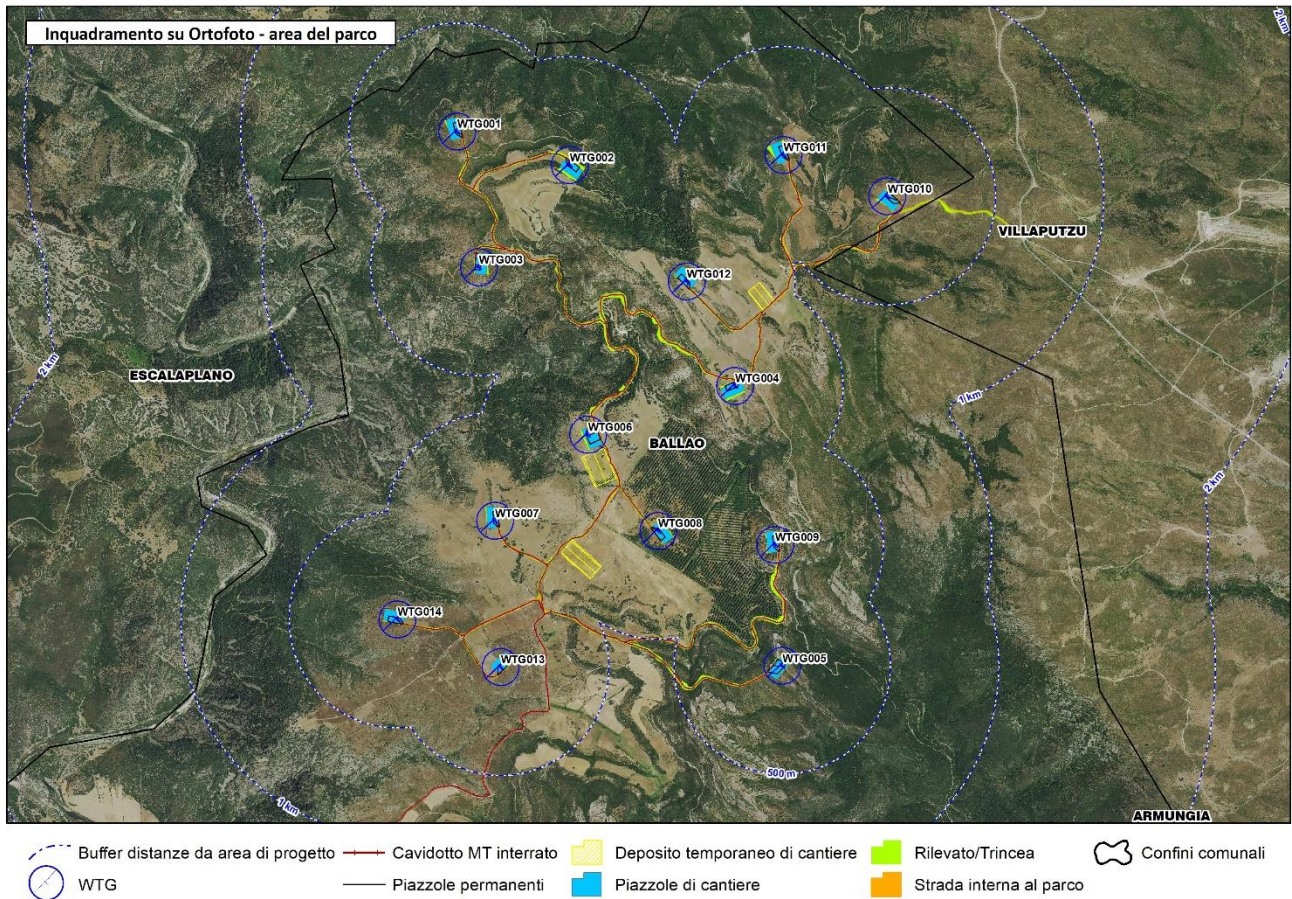 Inquadramento su Ortofoto - area del parco
2 km
WTG001
WTG002
WTG011
WTG010
VILLAPUTZU
WTG003
WTG012
2 km
ESCALAPLANO
WTG004
1 km
WTG006
BALLAO
2 km
WTG007
WTG008
WTG009
WTG014
WTG013
WTG005
500 m
1 km
ARMUNGIA
Buffer distanze da area di progetto
Cavidotto MT interrato
Deposito temporaneo di cantiere
Rilevato/Trincea
Confini comunali
WTG
Piazzole permanenti
Piazzole di cantiere
Strada interna al parco